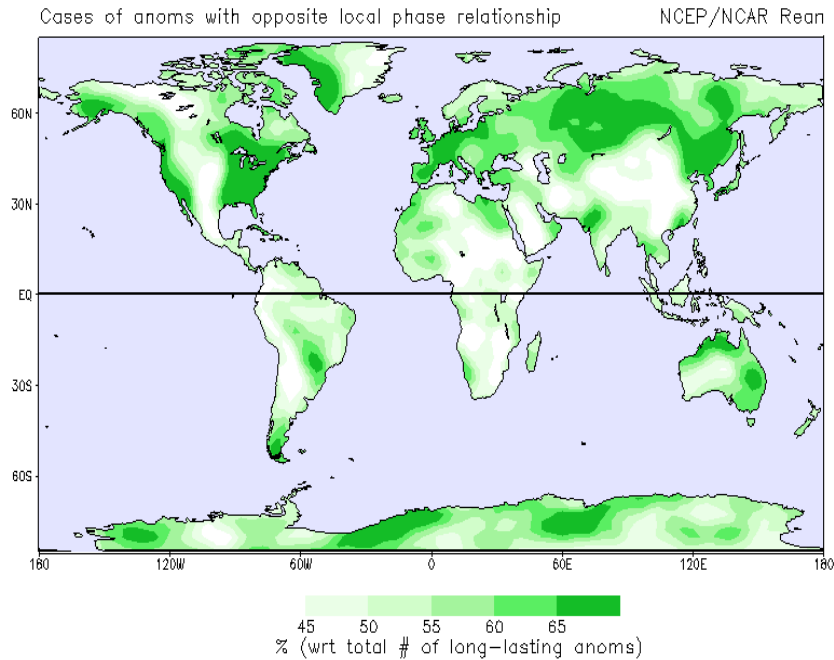 Cases of anoms with opposite local phase relationship NCEP/NCAR Rean
60N
30N
EQ
30S
60S
180 120W 60W 0 60E 120E 180
45 50 55 60 65
% (wrt total # of long-lasting anoms)